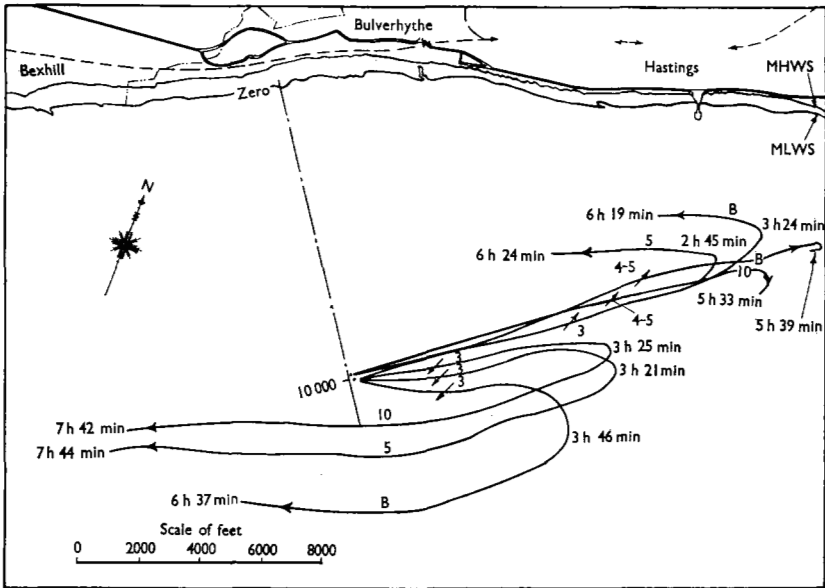 Bulverhythe
Bexhill
Hastings
MHWS
Zero
MLWS
N
6 h 19 min
B
3 h 24 min
5
2 h 45 min
6 h 24 min
B
4-5
10
5 h 33 min
4-5
5 h 39 min
3
3 h 25 min
3
3
3
3 h 21 min
10 000
10
7 h 42 min
3 h 46 min
5
7 h 44 min
6 h 37 min
B
Scale of feet
0 2000 4000 6000 8000